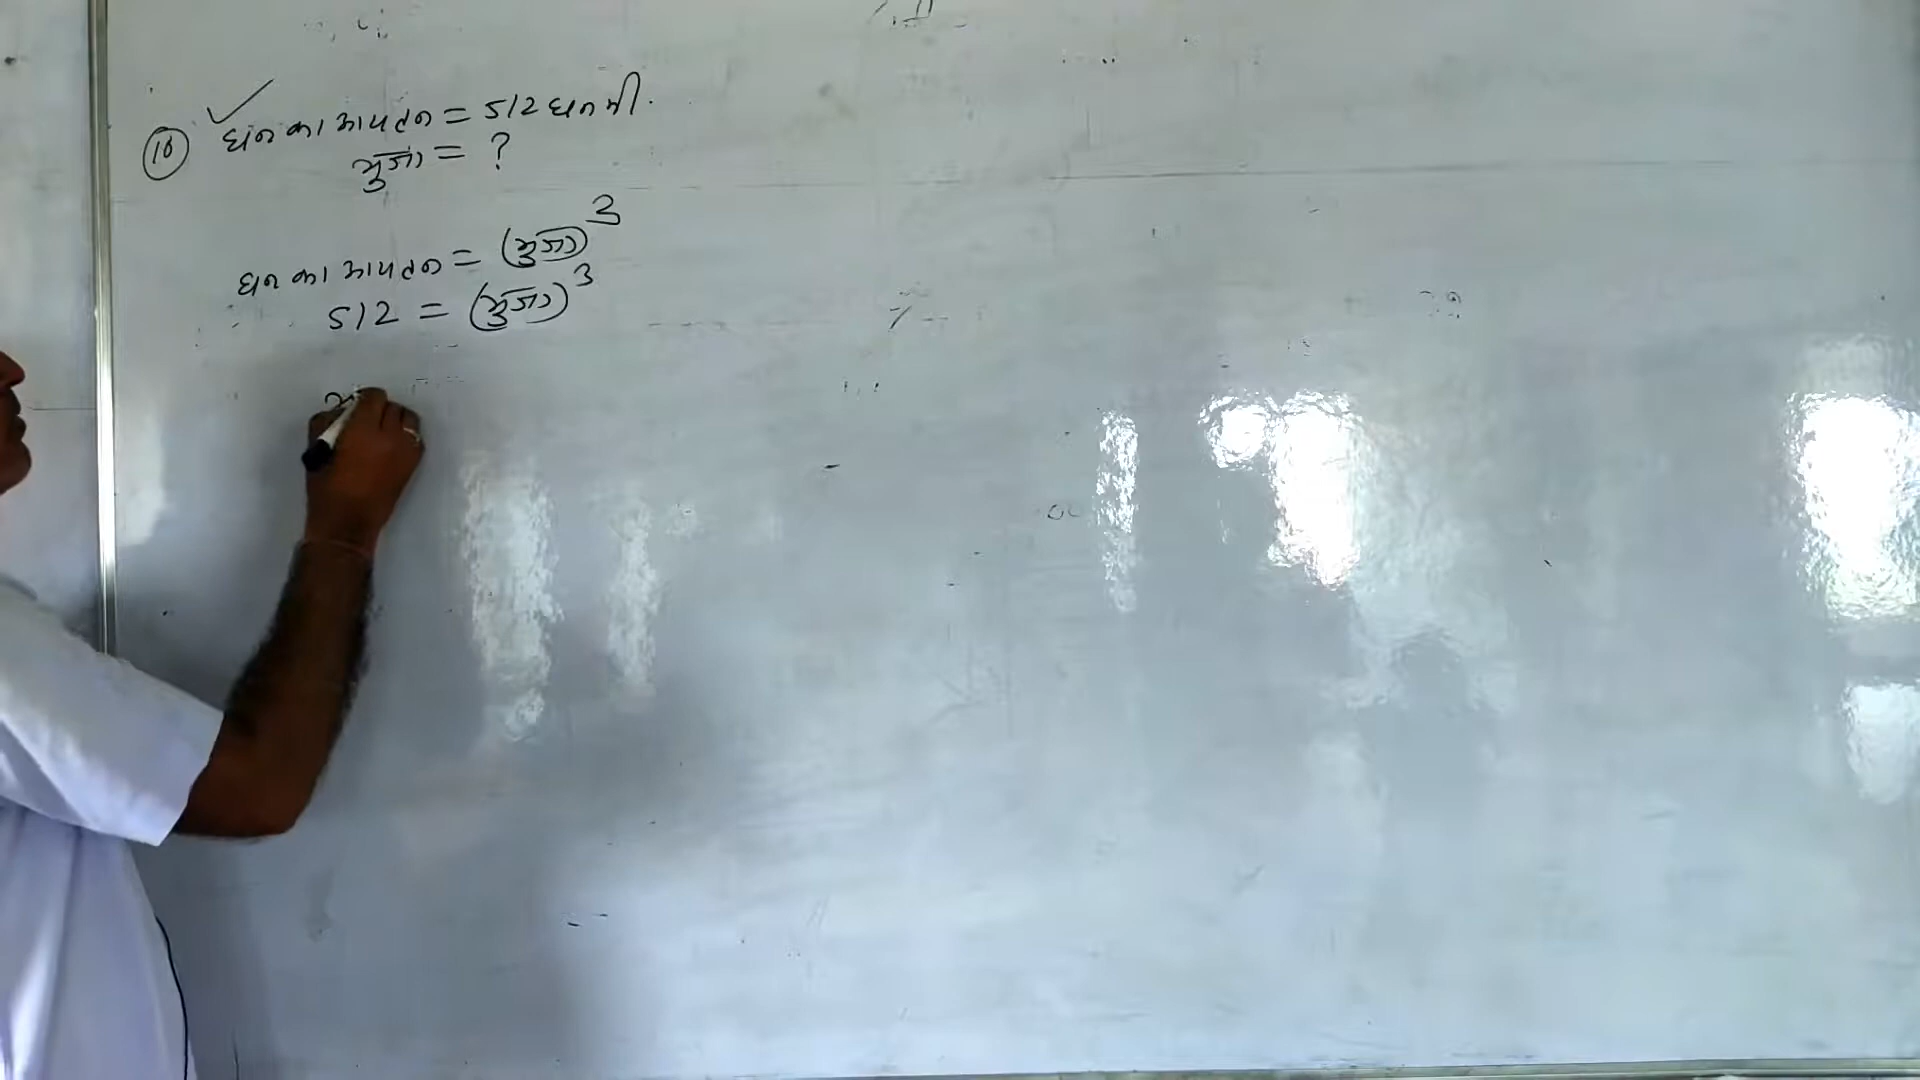 (10) घन का आयतन = 512 घन मी.
भुजा = ?
घन का आयतन = (भुजा)³
512 = (भुजा)³